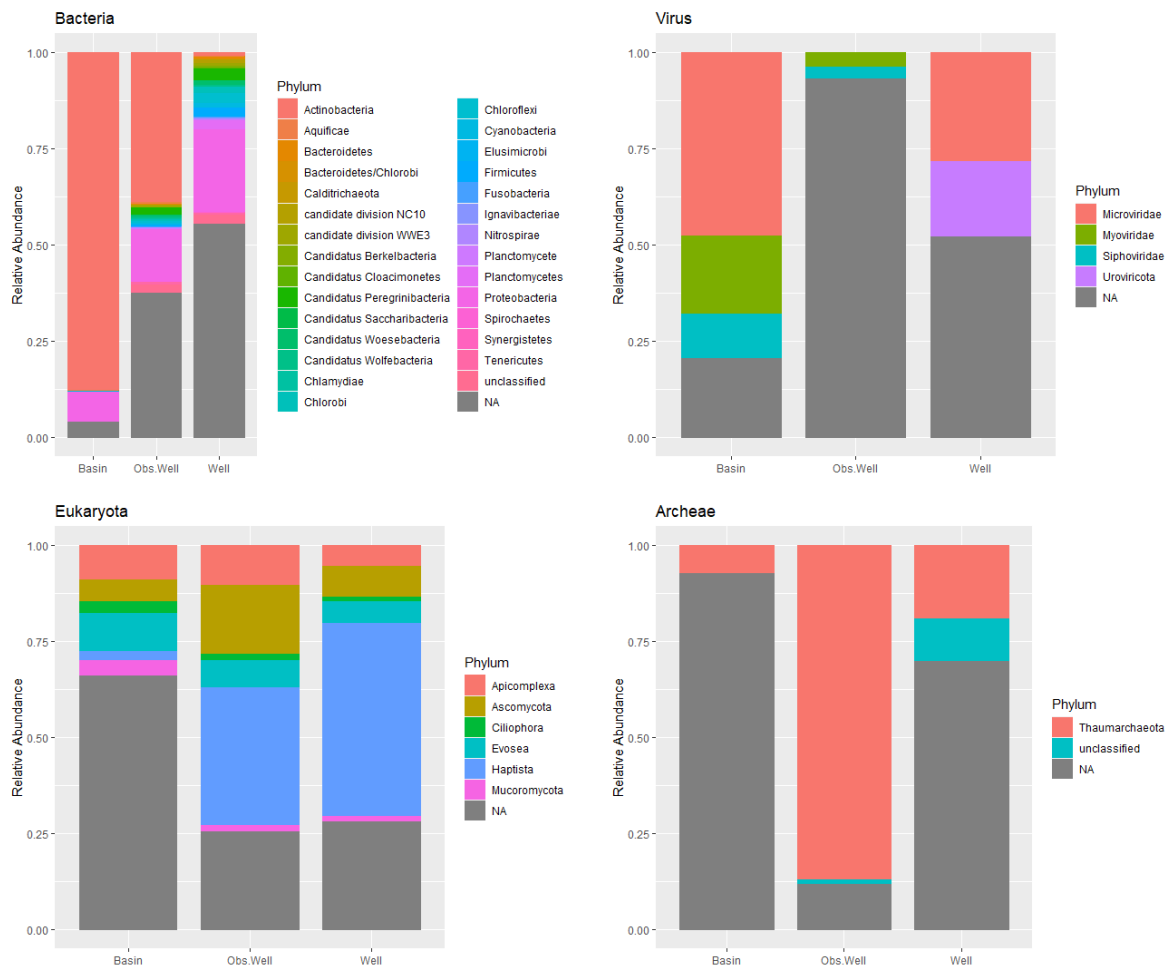 Bacteria
Relative Abundance
1.00
0.75
0.50
0.25
0.00
Basin
Obs.Well
Well
Phylum
Actinobacteria
Aquificae
Bacteroidetes
Bacteroidetes/Chlorobi
Calditrichaeota
candidate division NC10
candidate division WWE3
Candidatus Berkelbacteria
Candidatus Cloacimonetes
Candidatus Peregrinibacteria
Candidatus Saccharibacteria
Candidatus Woesebacteria
Candidatus Wolfebacteria
Chlamydiae
Chlorobi
Chloroflexi
Cyanobacteria
Elusimicrobi
Firmicutes
Fusobacteria
Ignavibacteriae
Nitrospirae
Planctomycete
Planctomycetes
Proteobacteria
Spirochaetes
Synergistetes
Tenericutes
unclassified
NA
Virus
Relative Abundance
1.00
0.75
0.50
0.25
0.00
Basin
Obs.Well
Well
Phylum
Microviridae
Myoviridae
Siphoviridae
Uroviricota
NA
Eukaryota
Relative Abundance
1.00
0.75
0.50
0.25
0.00
Basin
Obs.Well
Well
Phylum
Apicomplexa
Ascomycota
Ciliophora
Evosea
Haptista
Mucoromycota
NA
Archeae
Relative Abundance
1.00
0.75
0.50
0.25
0.00
Basin
Obs.Well
Well
Phylum
Thaumarchaeota
unclassified
NA